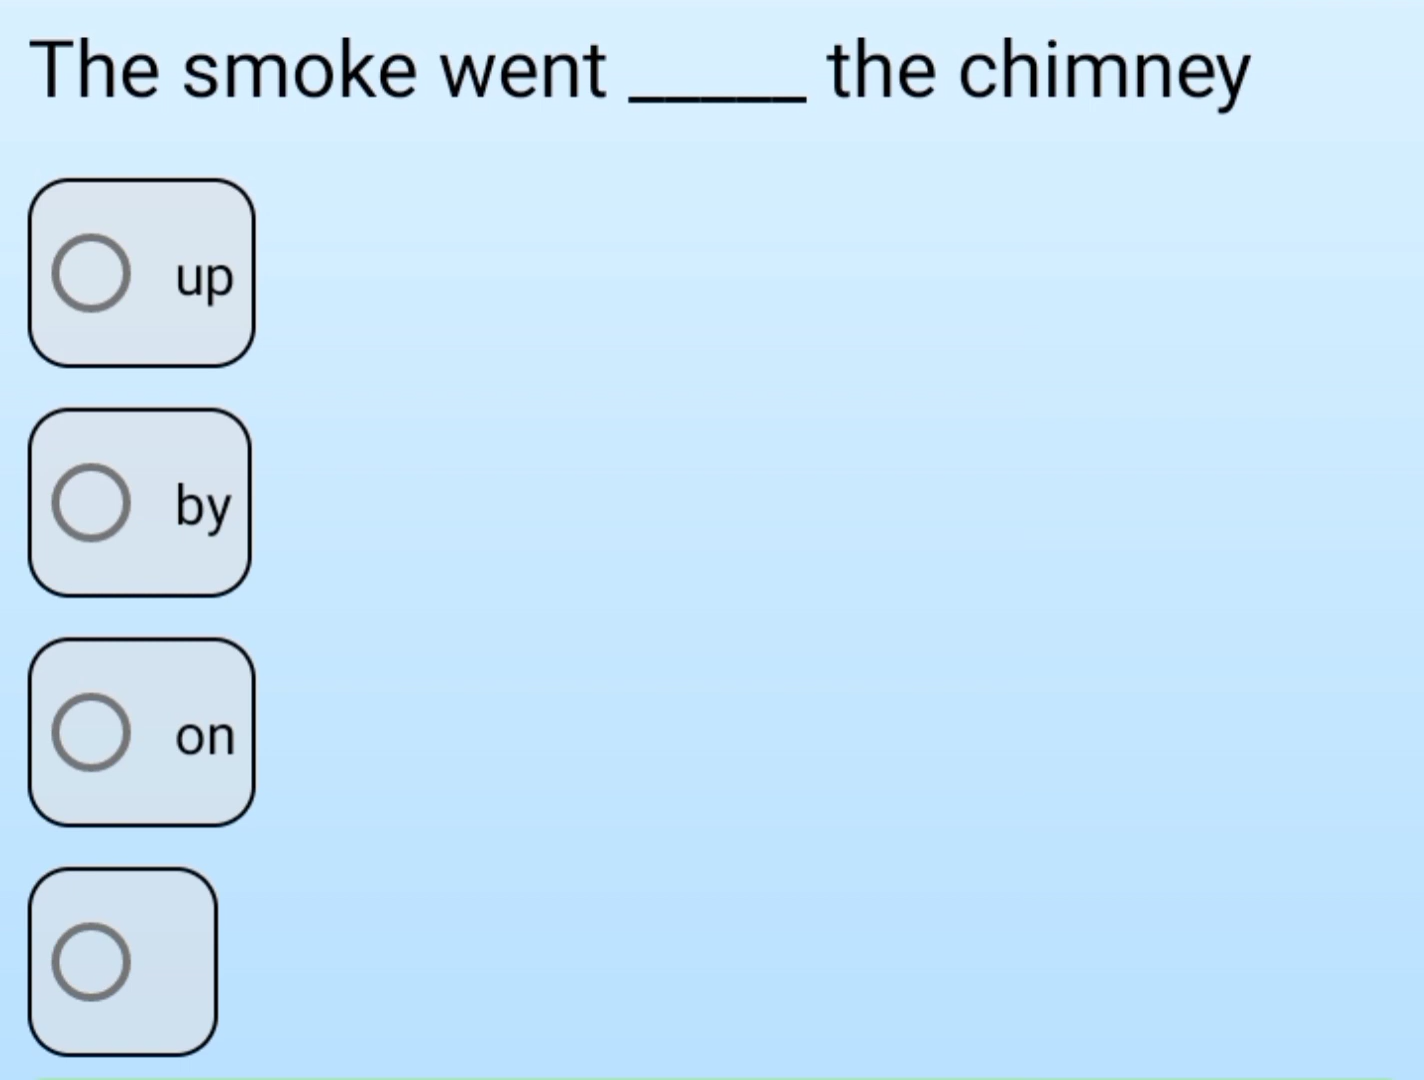 The smoke went _____ the chimney
up
by
on